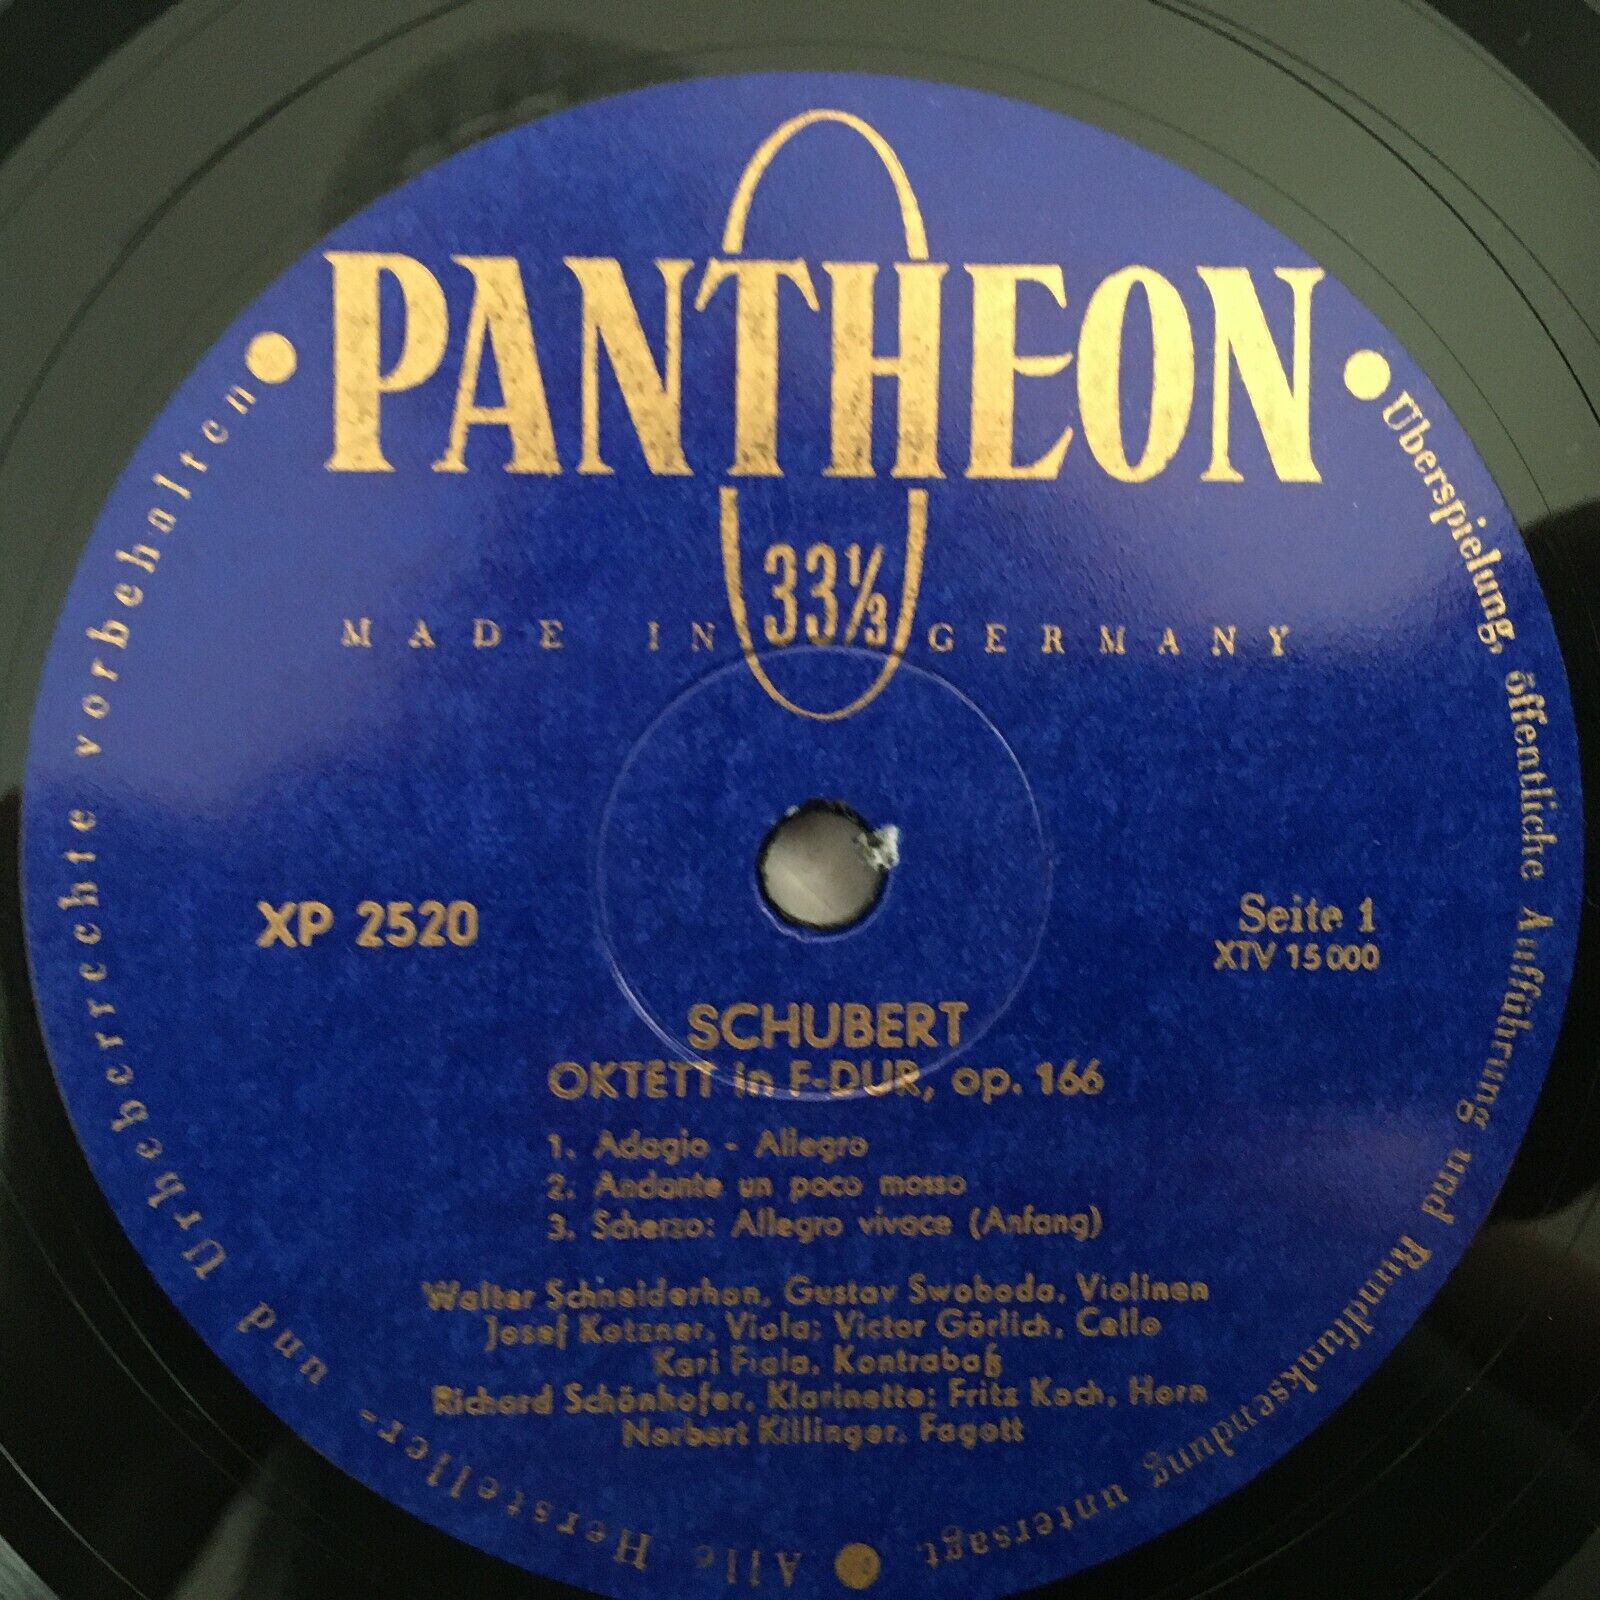 PANTHEON
33⅓
MADE IN GERMANY
XP 2520
Seite 1
XTV 15000
SCHUBERT
OKTETT in F-DUR, op. 166
1. Adagio - Allegro
2. Andante un poco mosso
3. Scherzo: Allegro vivace (Anfang)
Walter Schneiderhan, Gustav Swoboda, Violinen
Josef Kotzner, Viola; Victor Görlich, Cello
Karl Fiala, Kontrabaß
Richard Schönhofer, Klarinette; Fritz Koch, Horn
Norbert Killinger, Fagott
• Alle Hersteller- und Urheberrechte vorbehalten • Überspielung, öffentliche Aufführung und Rundfunksendung untersagt.